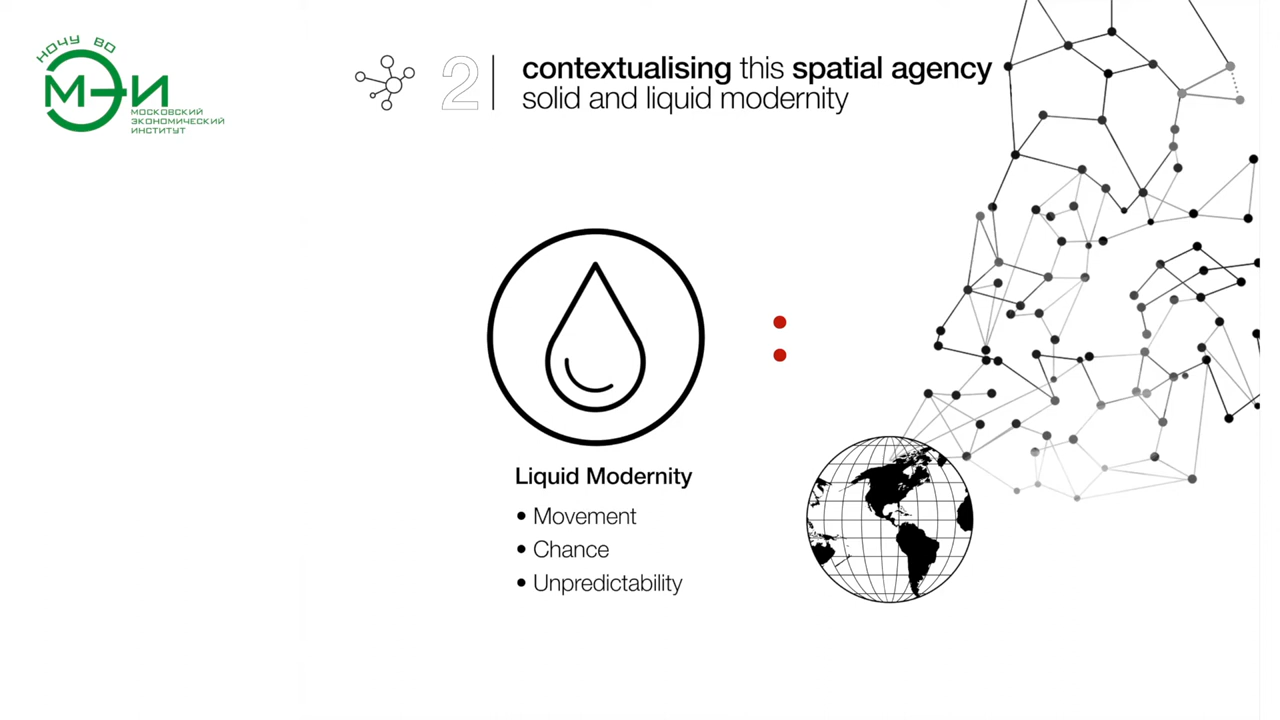 НОЧУ ВО
МЭИ
МОСКОВСКИЙ
ЭКОНОМИЧЕСКИЙ
ИНСТИТУТ
2
contextualising this spatial agency
solid and liquid modernity
Liquid Modernity
• Movement
• Chance
• Unpredictability